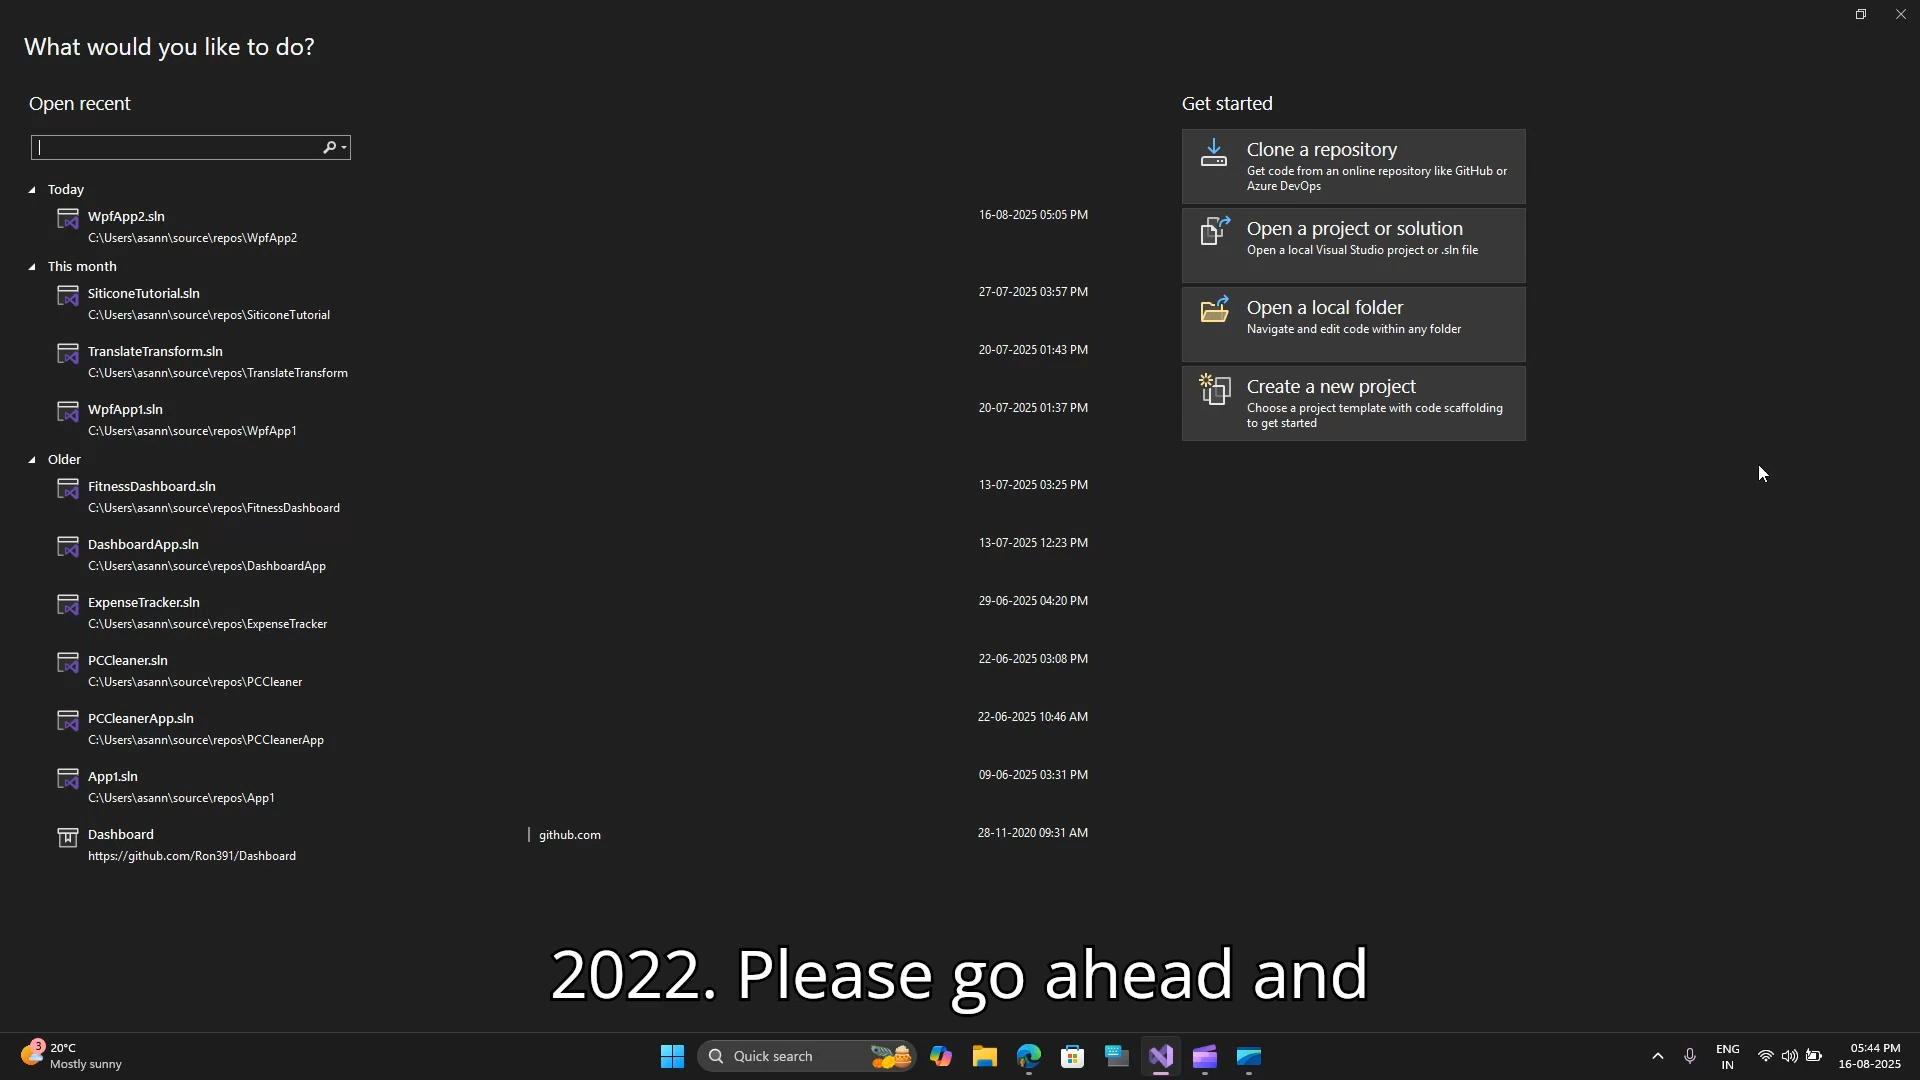 What would you like to do?
Open recent
Today
WpfApp2.sln
16-08-2025 05:05 PM
C:\Users\asann\source\repos\WpfApp2
This month
SiticoneTutorial.sln
27-07-2025 03:57 PM
C:\Users\asann\source\repos\SiticoneTutorial
TranslateTransform.sln
20-07-2025 01:43 PM
C:\Users\asann\source\repos\TranslateTransform
WpfApp1.sln
20-07-2025 01:37 PM
C:\Users\asann\source\repos\WpfApp1
Older
FitnessDashboard.sln
13-07-2025 03:25 PM
C:\Users\asann\source\repos\FitnessDashboard
DashboardApp.sln
13-07-2025 12:23 PM
C:\Users\asann\source\repos\DashboardApp
ExpenseTracker.sln
29-06-2025 04:20 PM
C:\Users\asann\source\repos\ExpenseTracker
PCCleaner.sln
22-06-2025 03:08 PM
C:\Users\asann\source\repos\PCCleaner
PCCleanerApp.sln
22-06-2025 10:46 AM
C:\Users\asann\source\repos\PCCleanerApp
App1.sln
09-06-2025 03:31 PM
C:\Users\asann\source\repos\App1
Dashboard
github.com
28-11-2020 09:31 AM
https://github.com/Ron391/Dashboard
Get started
Clone a repository
Get code from an online repository like GitHub or
Azure DevOps
Open a project or solution
Open a local Visual Studio project or .sln file
Open a local folder
Navigate and edit code within any folder
Create a new project
Choose a project template with code scaffolding
to get started
2022. Please go ahead and
3
20°C
Mostly sunny
Quick search
ENG
IN
05:44 PM
16-08-2025